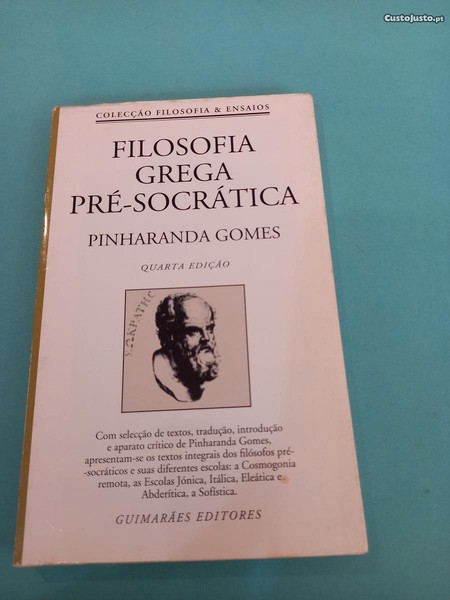 CustoJusto.pt
COLECÇÃO FILOSOFIA & ENSAIOS
FILOSOFIA
GREGA
PRÉ-SOCRÁTICA
PINHARANDA GOMES
QUARTA EDIÇÃO
ΣΩΚΡΑΤΗΣ
Com selecção de textos, tradução, introdução
e aparato crítico de Pinharanda Gomes,
apresentam-se os textos integrais dos filósofos pré-
-socráticos e suas diferentes escolas: a Cosmogonia
remota, as Escolas Jónica, Itálica, Eleática e
Abderítica, a Sofística.
GUIMARÃES EDITORES